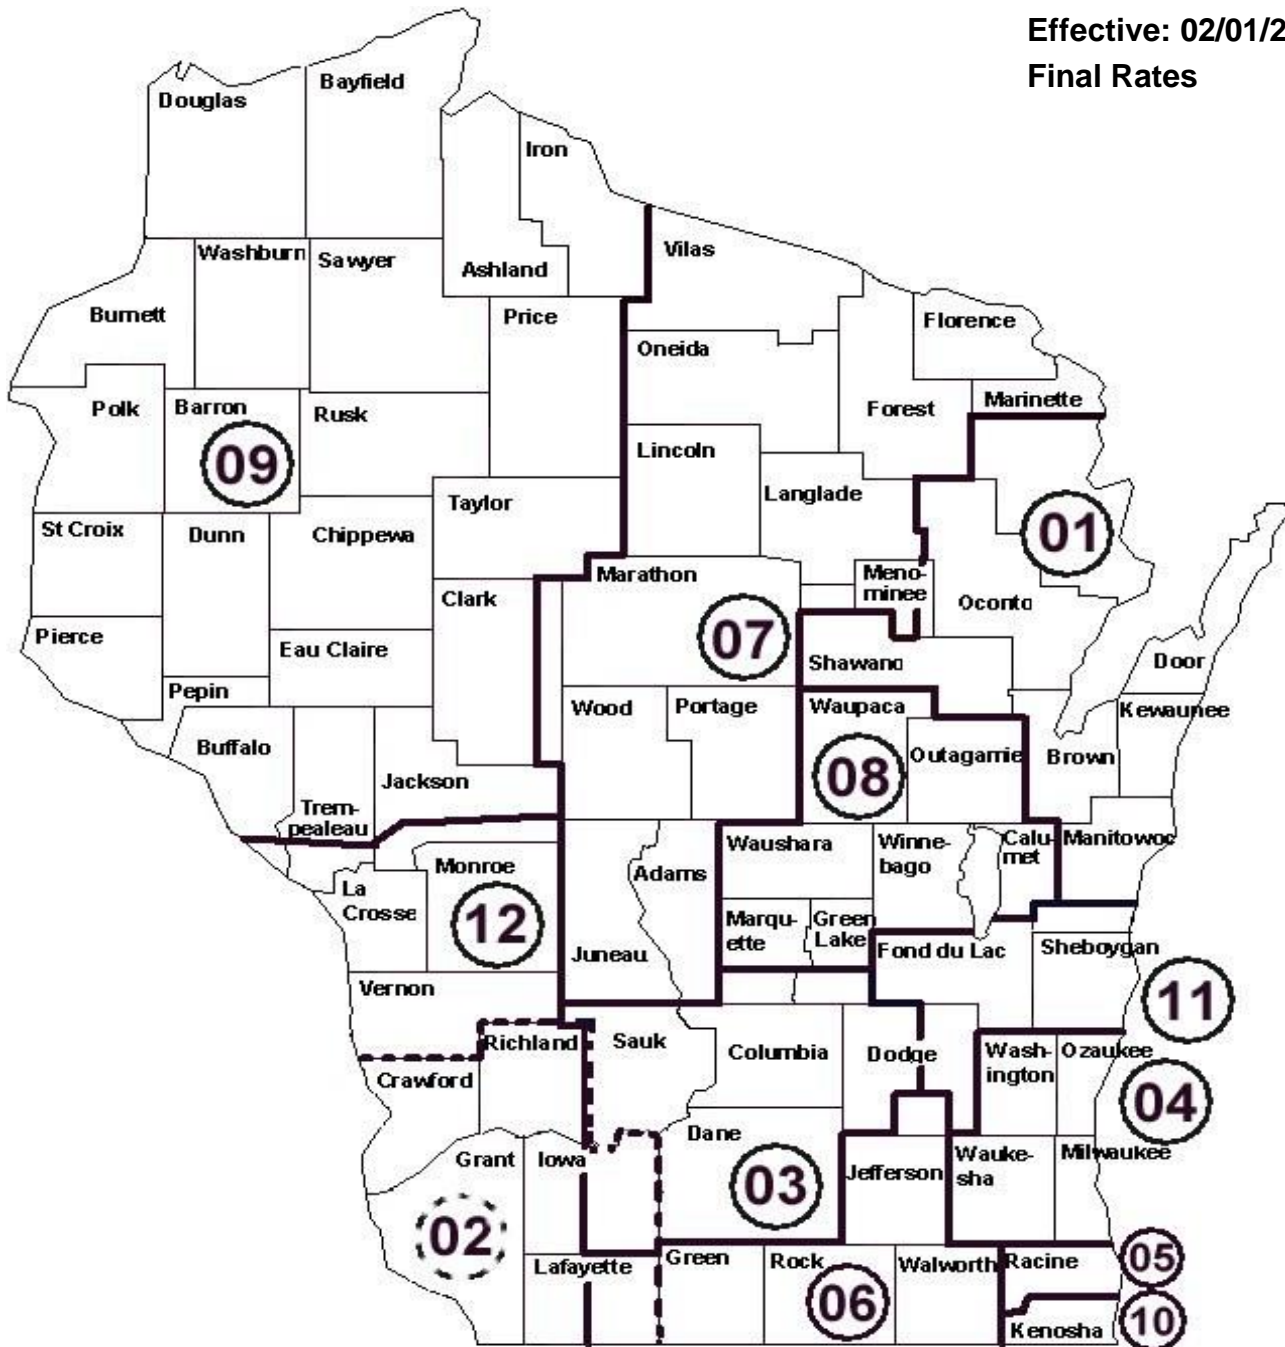 Effective: 02/01/2
Final Rates
Bayfield
Douglas
Iron
Vilas
Washburn
Sawyer
Ashland
Burnett
Price
Florence
Oneida
Marinette
Polk
Barron
Rusk
Forest
09
Lincoln
Langlade
Taylor
St Croix
Dunn
Chippewa
01
Marathon
Meno-
minee
Clark
Oconto
Pierce
Eau Claire
07
Shawano
Door
Pepin
Wood
Portage
Waupaca
Kewaunee
Buffalo
Outagamie
Brown
08
Jackson
Trem-
pealeau
Waushara
Winne-
bago
Calu-
met
Manitowoc
Monroe
Adams
La
Crosse
12
Marqu-
ette
Green
Lake
Juneau
Fond du Lac
Sheboygan
Vernon
11
Richland
Sauk
Columbia
Dodge
Wash-
ington
Ozaukee
Crawford
04
Dane
Grant
Iowa
Jefferson
Wauke-
sha
Milwaukee
03
02
Green
Rock
Walworth
Racine
05
Lafayette
06
Kenosha
10